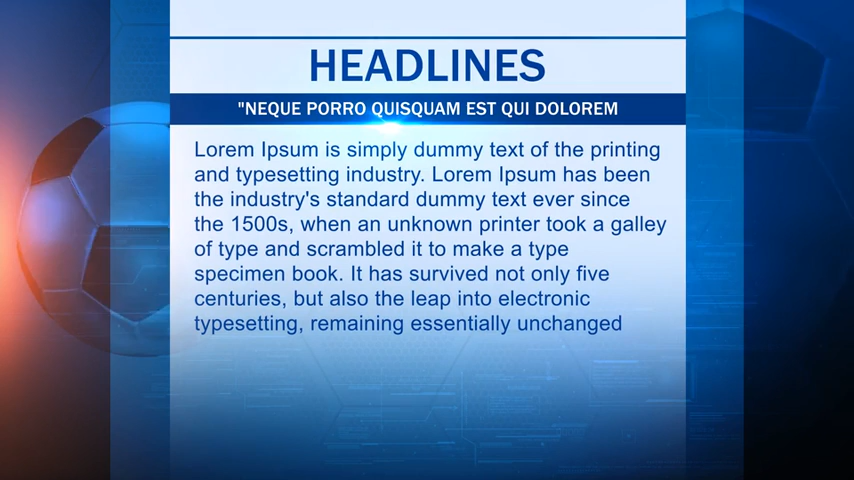 HEADLINES
"NEQUE PORRO QUISQUAM EST QUI DOLOREM
Lorem Ipsum is simply dummy text of the printing
and typesetting industry. Lorem Ipsum has been
the industry's standard dummy text ever since
the 1500s, when an unknown printer took a galley
of type and scrambled it to make a type
specimen book. It has survived not only five
centuries, but also the leap into electronic
typesetting, remaining essentially unchanged